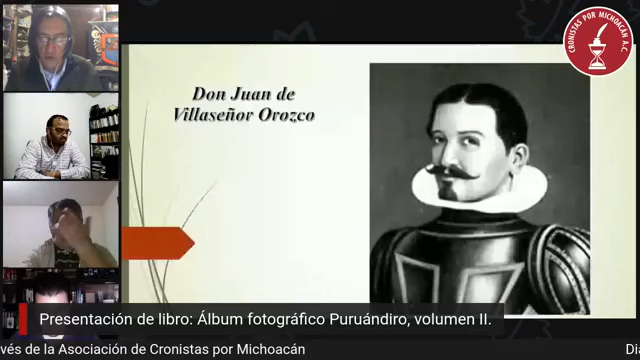 CRONISTAS POR MICHOACÁN A.C
Don Juan de
Villaseñor Orozco
Presentación de libro: Álbum fotográfico Puruándiro, volumen II.
vés de la Asociación de Cronistas por Michoacán
Di